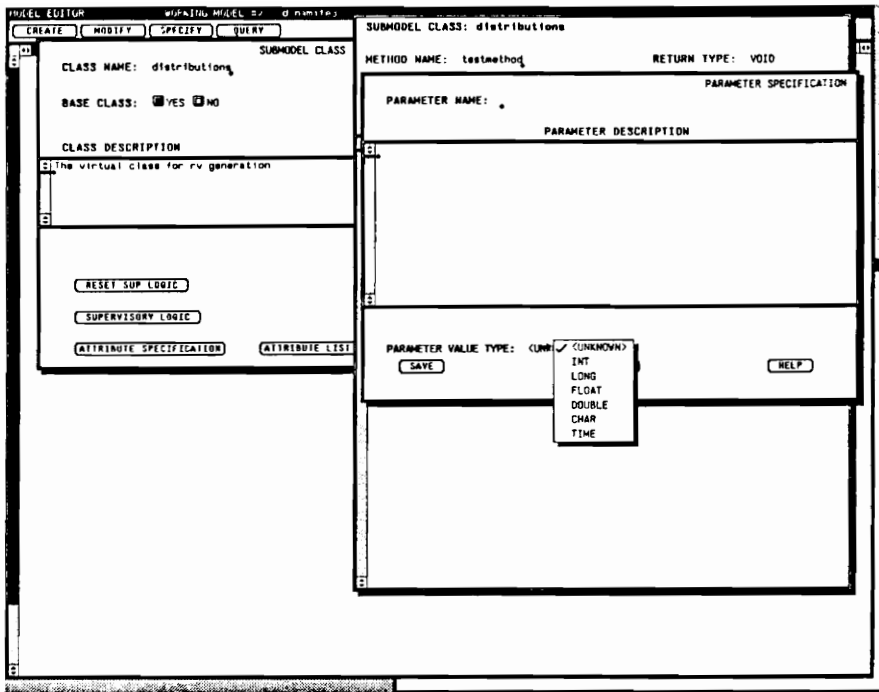 MODEL EDITOR WORKING MODEL =>
CREATE MODIFY SPECIFY QUERY
SUBMODEL CLASS
CLASS NAME: distributions
BASE CLASS: YES NO
CLASS DESCRIPTION
The virtual class for rv generation
RESET SUP LOGIC
SUPERVISORY LOGIC
ATTRIBUTE SPECIFICATION ATTRIBUTE LIST
SUBMODEL CLASS: distributions
METHOD NAME: testmethod RETURN TYPE: VOID
PARAMETER SPECIFICATION
PARAMETER NAME:
PARAMETER DESCRIPTION
PARAMETER VALUE TYPE: <UNK <UNKNOWN>
INT
LONG
FLOAT
DOUBLE
CHAR
TIME
SAVE HELP